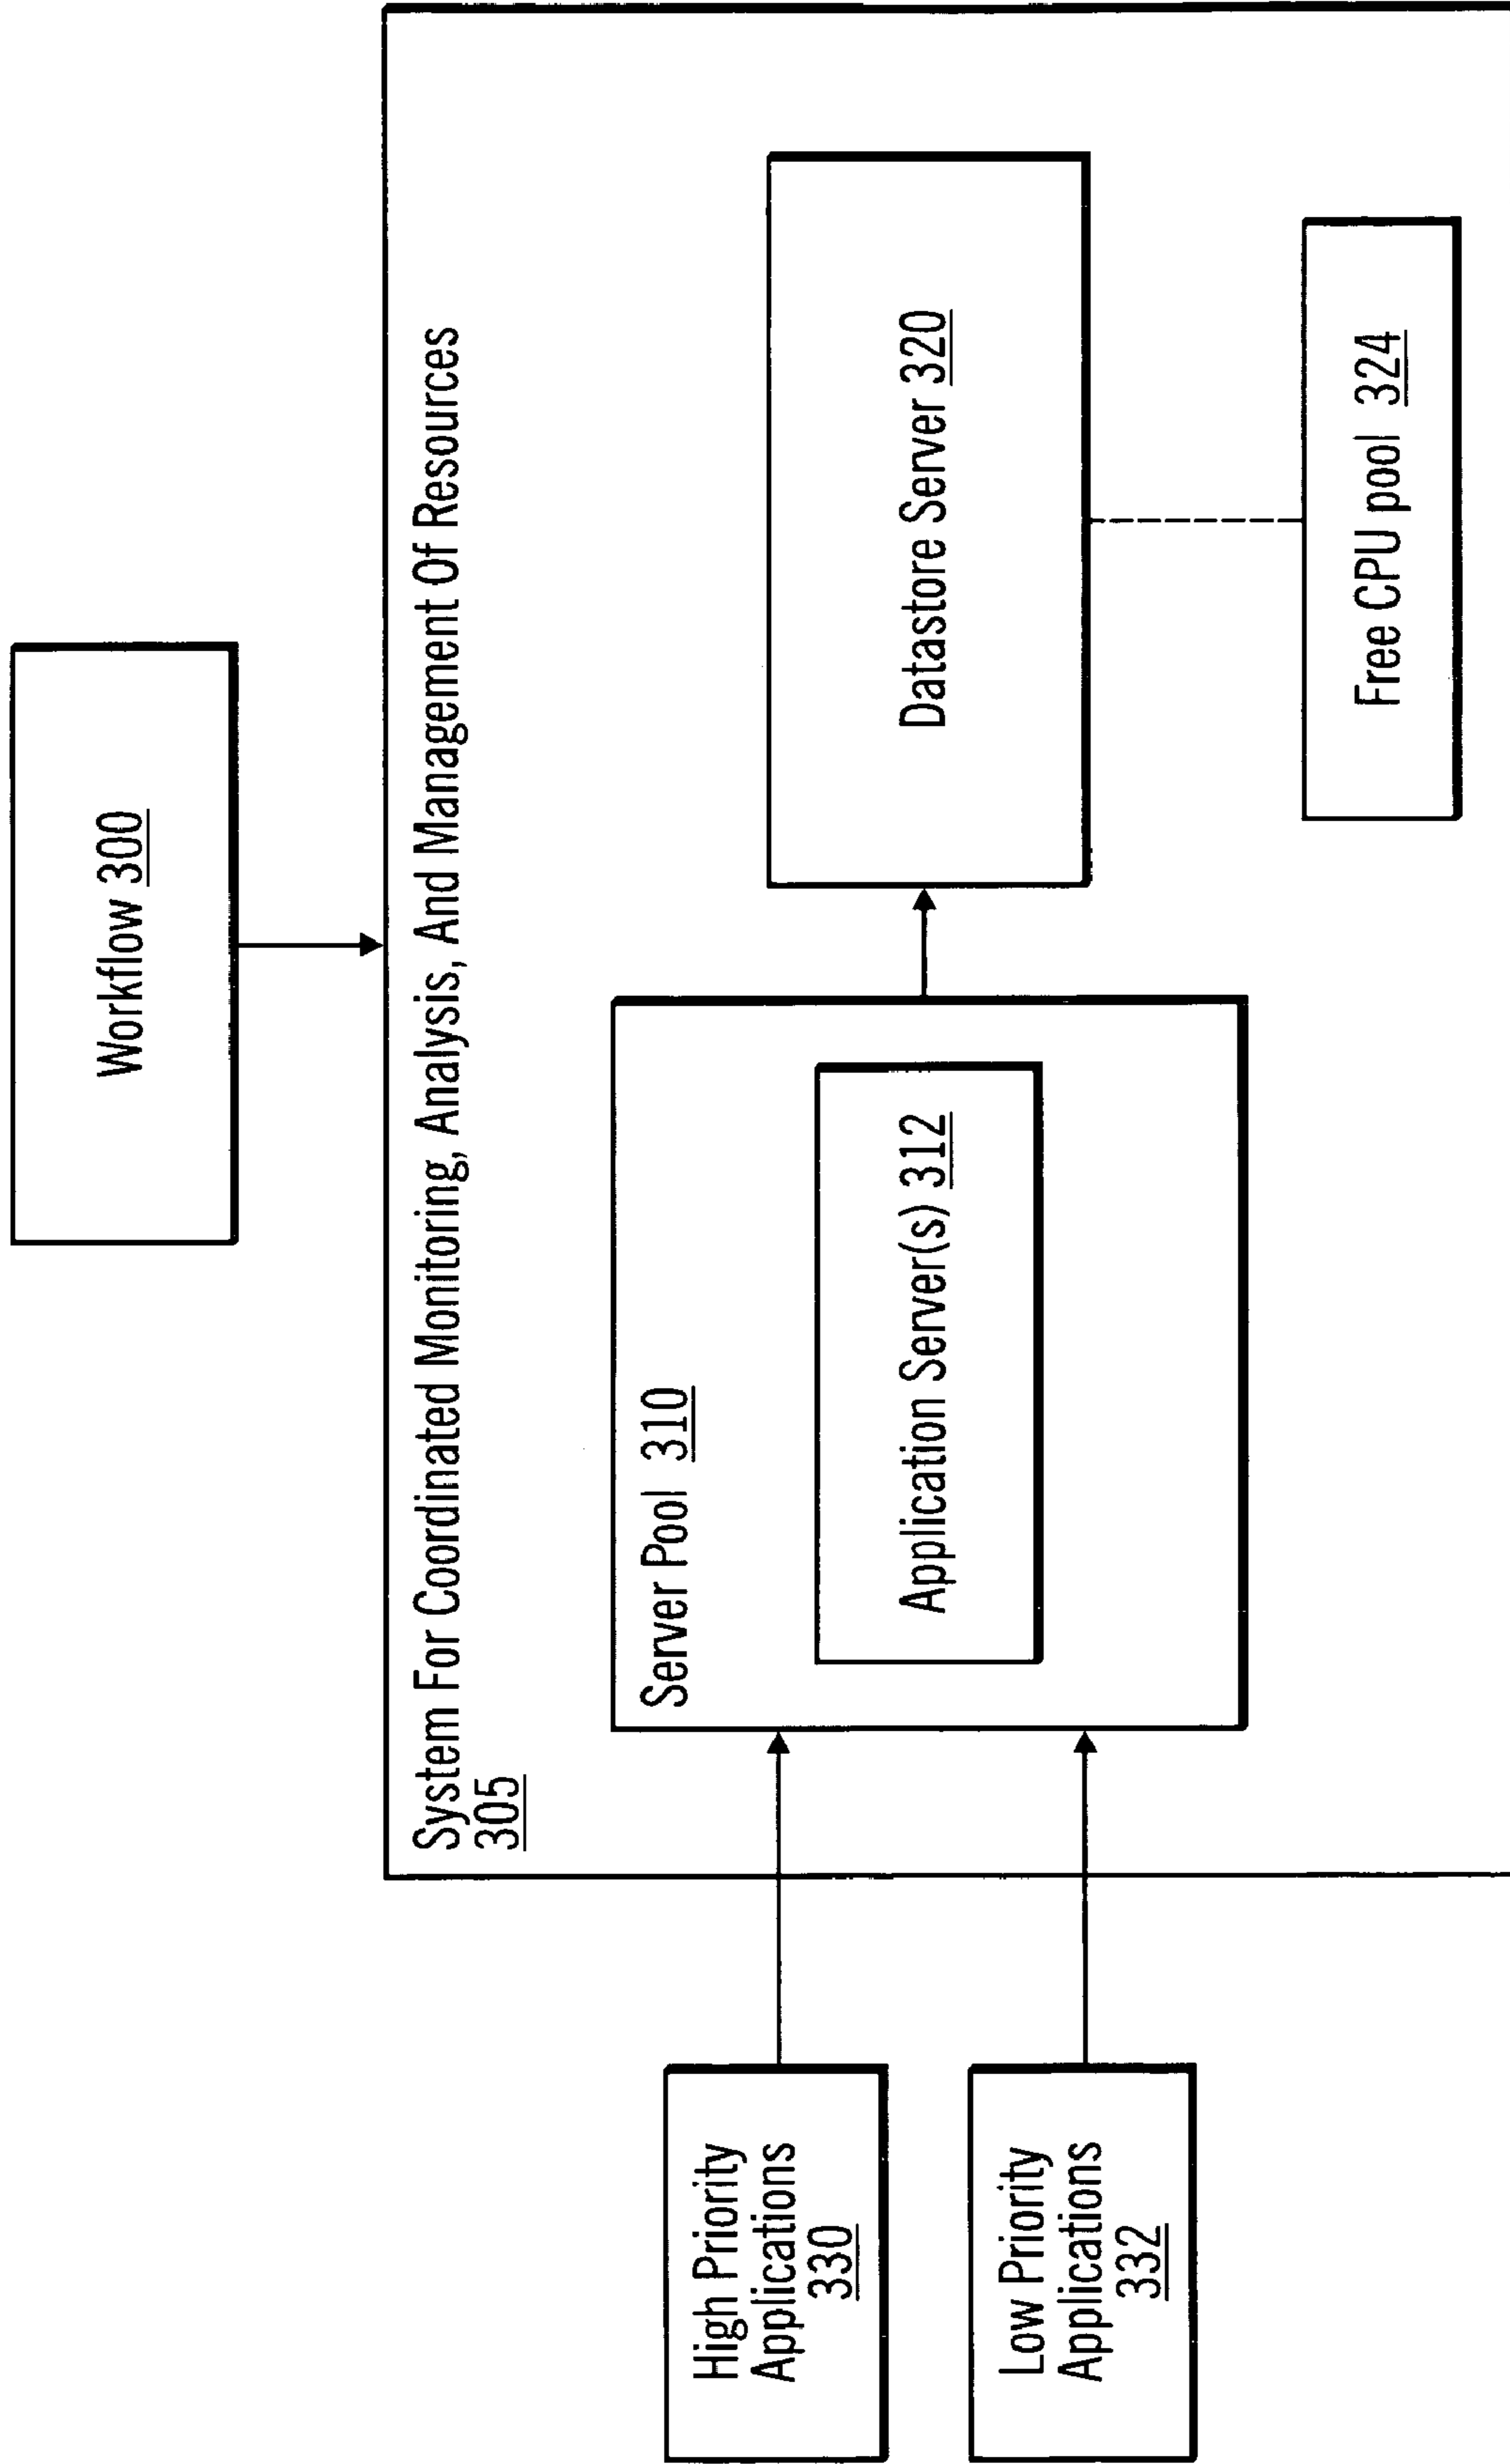 Workflow 300
System For Coordinated Monitoring, Analysis, And Management Of Resources
305
Server Pool 310
Application Server(s) 312
Datastore Server 320
Free CPU pool 324
High Priority
Applications
330
Low Priority
Applications
332